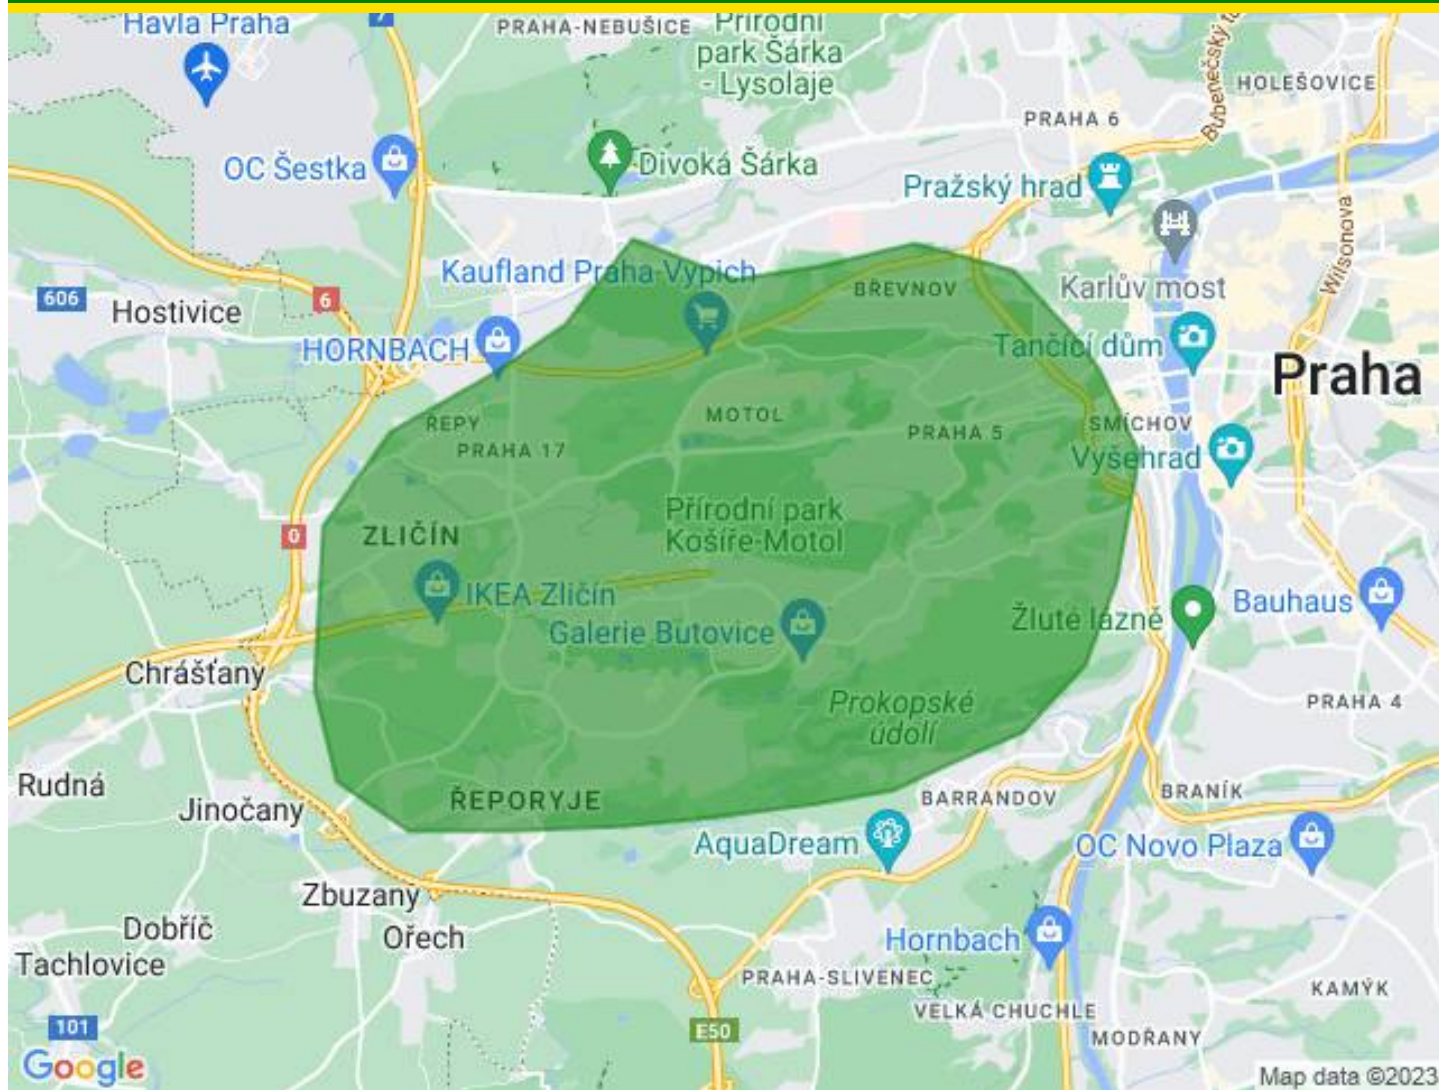 Havla Praha
7
PRAHA-NEBUŠICE
Přírodní
park Šárka
- Lysolaje
HOLEŠOVICE
PRAHA 6
OC Šestka
Divoká Šárka
Pražský hrad
Wilsonova
Kaufland Praha-Vypich
BŘEVNOV
Karlův most
606
Hostivice
6
HORNBACH
Tančící dům
Praha
ŘEPY
MOTOL
PRAHA 17
PRAHA 5
SMÍCHOV
Vyšehrad
Přírodní park
Košíře-Motol
ZLIČÍN
0
IKEA Zličín
Galerie Butovice
Žluté lázně
Bauhaus
Chrášťany
Prokopské
údolí
PRAHA 4
Rudná
Jinočany
ŘEPORYJE
BARRANDOV
BRANÍK
AquaDream
OC Novo Plaza
Zbuzany
Dobříč
Ořech
Hornbach
Tachlovice
PRAHA-SLIVENEC
KAMÝK
VELKÁ CHUCHLE
101
E50
MODŘANY
Google
Map data ©2023